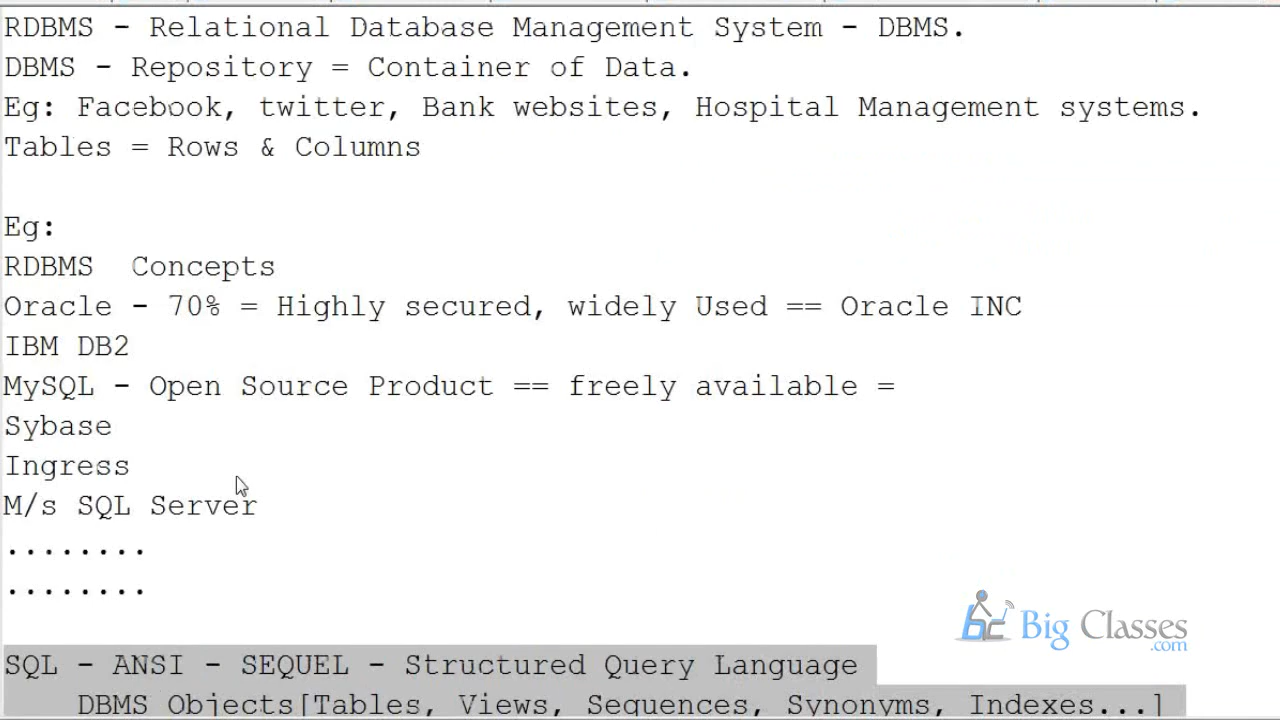 RDBMS - Relational Database Management System - DBMS.
DBMS - Repository = Container of Data.
Eg: Facebook, twitter, Bank websites, Hospital Management systems.
Tables = Rows & Columns
Eg:
RDBMS  Concepts
Oracle - 70% = Highly secured, widely Used == Oracle INC
IBM DB2
MySQL - Open Source Product == freely available =
Sybase
Ingress
M/s SQL Server
........
........
bc Big Classes
.com
SQL - ANSI - SEQUEL - Structured Query Language
DBMS Objects[Tables, Views, Sequences, Synonyms, Indexes...]